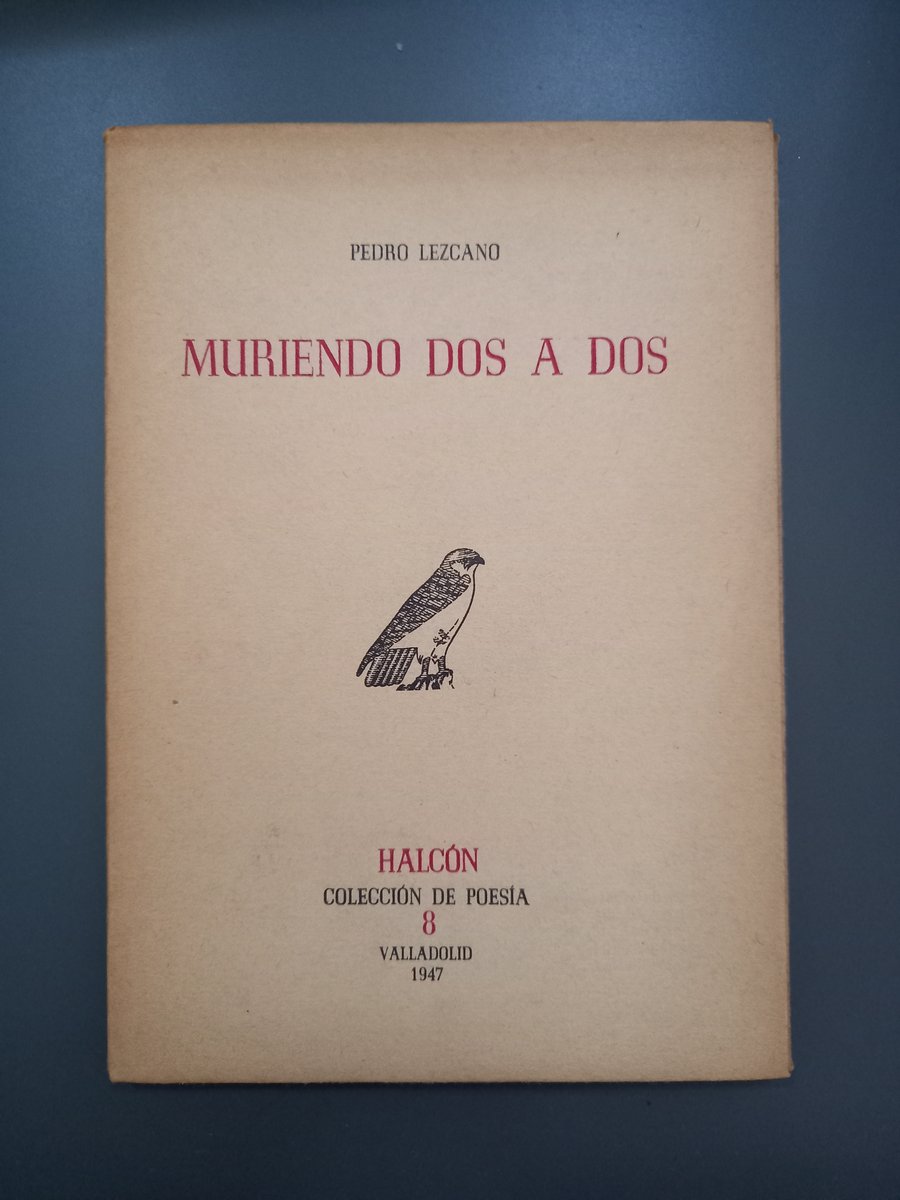 PEDRO LEZCANO
MURIENDO DOS A DOS
HALCÓN
COLECCIÓN DE POESÍA
8
VALLADOLID
1947